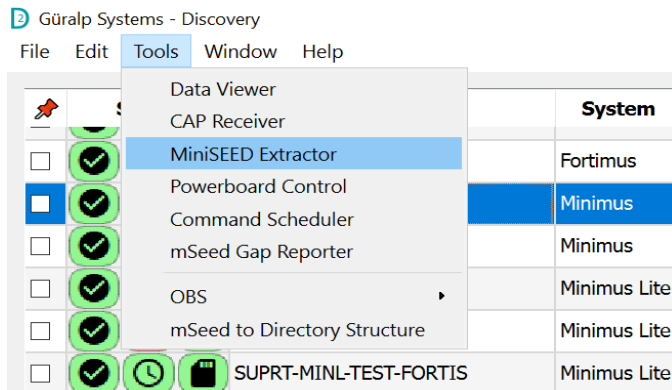 Güralp Systems - Discovery
File Edit Tools Window Help
System
Data Viewer
CAP Receiver
MiniSEED Extractor
Powerboard Control
Command Scheduler
mSeed Gap Reporter
OBS
mSeed to Directory Structure
Fortimus
Minimus
Minimus
Minimus Lite
Minimus Lite
SUPRT-MINL-TEST-FORTIS Minimus Lite